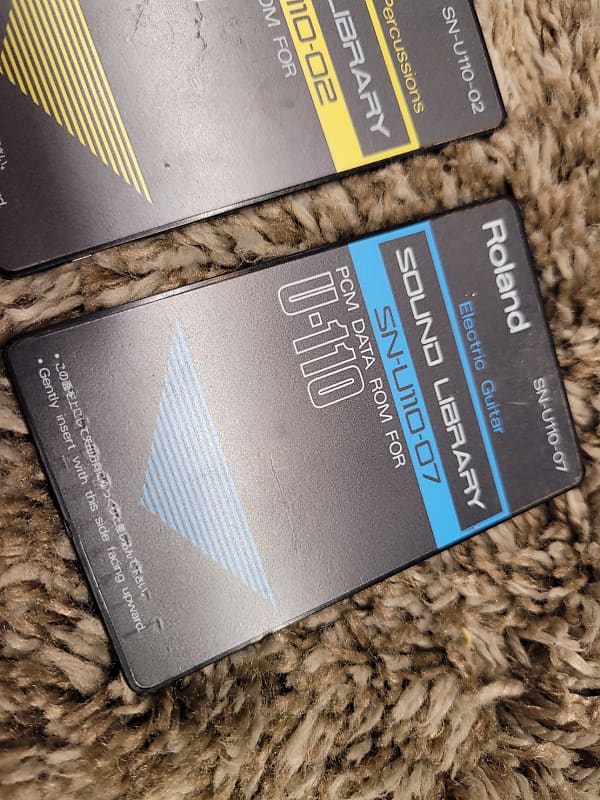 Percussions
SN-U110-02
LIBRARY
110-02
OM FOR
Roland
SN-U110-07
Electric Guitar
SOUND LIBRARY
SN-U110-07
PCM DATA ROM FOR
U-110
• Gently insert with this side facing upward.